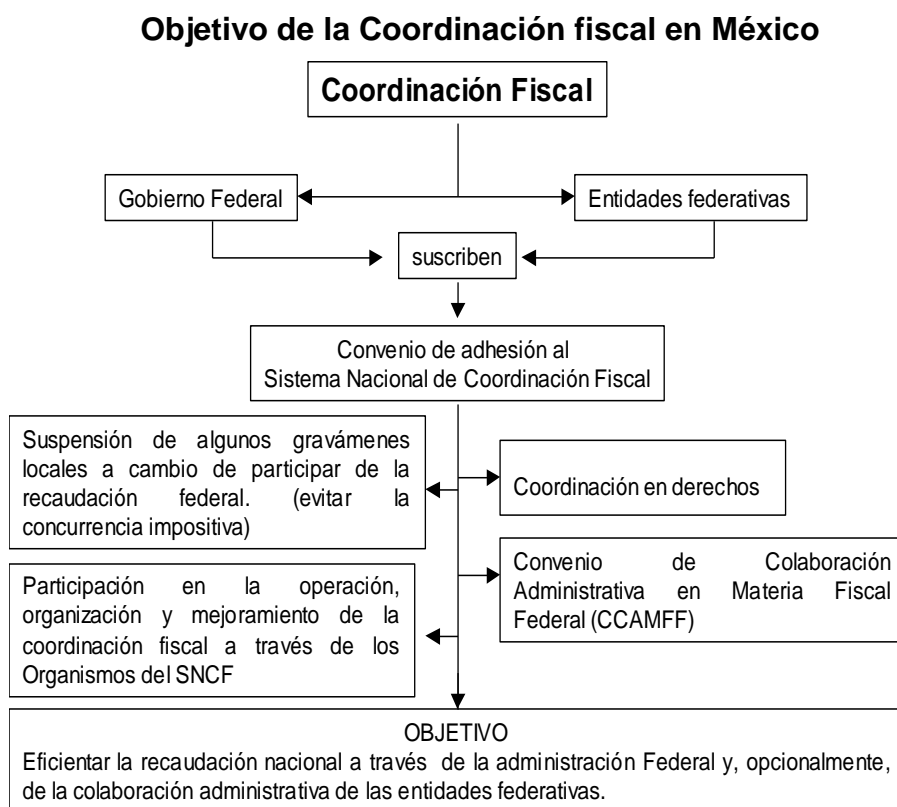 Objetivo de la Coordinación fiscal en México
Coordinación Fiscal
Gobierno Federal
Entidades federativas
suscriben
Convenio de adhesión al
Sistema Nacional de Coordinación Fiscal
Suspensión de algunos gravámenes
locales a cambio de participar de la
recaudación federal. (evitar la
concurrencia impositiva)
Coordinación en derechos
Convenio de Colaboración
Administrativa en Materia Fiscal
Federal (CCAMFF)
Participación en la operación,
organización y mejoramiento de la
coordinación fiscal a través de los
Organismos del SNCF
OBJETIVO
Eficientar la recaudación nacional a través de la administración Federal y, opcionalmente,
de la colaboración administrativa de las entidades federativas.